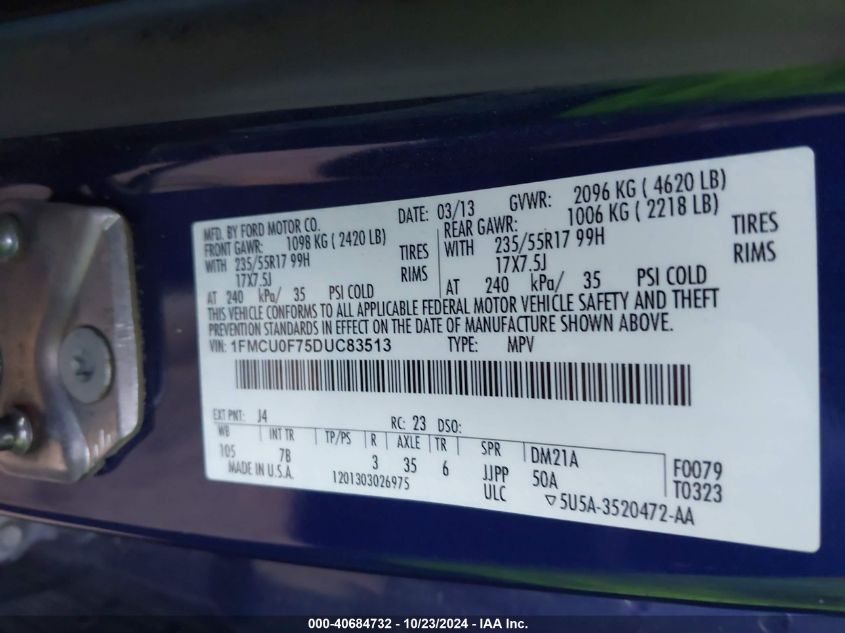 MFD. BY FORD MOTOR CO. DATE: 03/13 GVWR: 2096 KG ( 4620 LB)
FRONT GAWR: 1098 KG ( 2420 LB) REAR GAWR: 1006 KG ( 2218 LB)
WITH 235/55R17 99H TIRES WITH 235/55R17 99H TIRES
17X7.5J RIMS 17X7.5J RIMS
AT 240 kPa/ 35 PSI COLD AT 240 kPa/ 35 PSI COLD
THIS VEHICLE CONFORMS TO ALL APPLICABLE FEDERAL MOTOR VEHICLE SAFETY AND THEFT
PREVENTION STANDARDS IN EFFECT ON THE DATE OF MANUFACTURE SHOWN ABOVE.
VIN: 1FMCU0F75DUC83513 TYPE: MPV
EXT PNT: J4 RC: 23 DSO:
WB INT TR TP/PS R AXLE TR SPR DM21A F0079
105 7B 3 35 6 JJPP 50A T0323
MADE IN U.S.A. 1201303026975 ULC ▽5U5A-3520472-AA
000-40684732 - 10/23/2024 - IAA Inc.